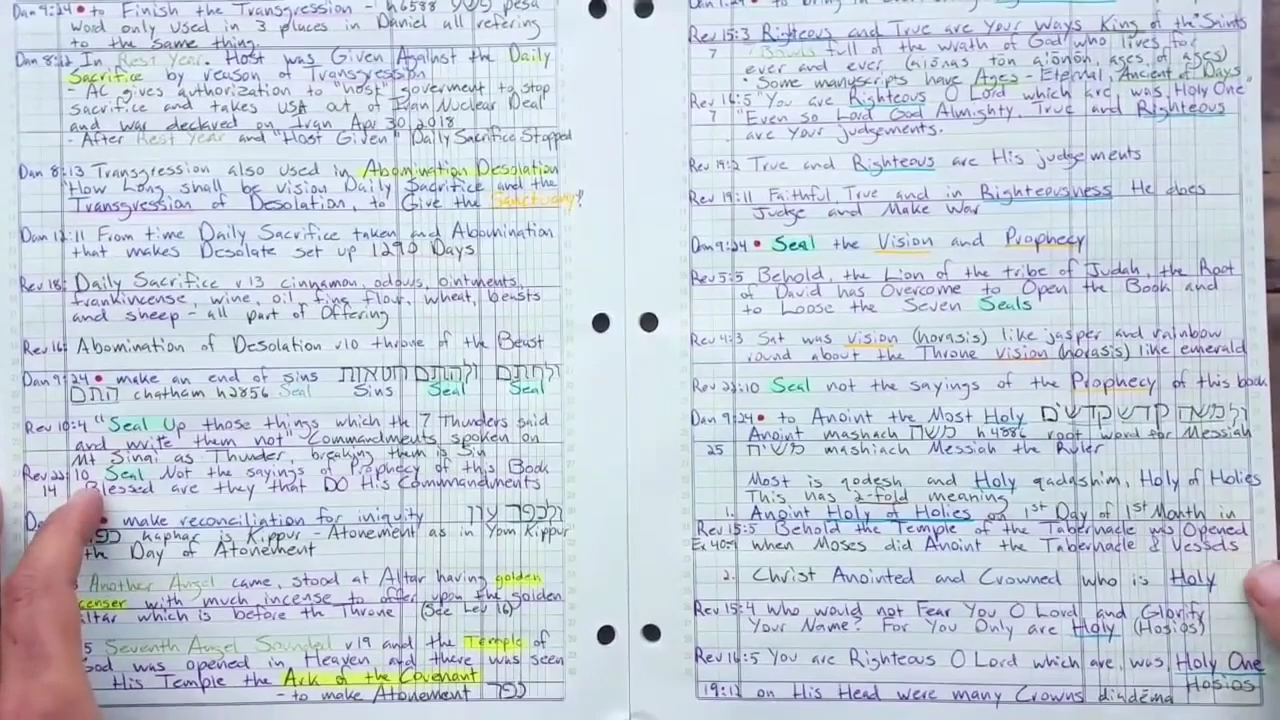 Dan 9:24 • to Finish the Transgression - h6588 פשע pesa
word only used in 3 places in Daniel all refering
to the same thing.
Dan 8:12 In Rest Year. Host was Given Against the Daily
Sacrifice by reason of Transgression
- AC gives authorization to "host" goverment to stop
sacrifice and takes USA out of Iran Nuclear Deal
and war declared on Iran Apr 30 2018
- After Rest Year and "Host Given" Daily Sacrifice Stopped
Dan 8:13 Transgression also used in Abomination Desolation
"How Long shall be vision Daily Sacrifice and the
Transgression of Desolation, to Give the Sanctuary?"
Dan 12:11 From time Daily Sacrifice taken and Abomination
that makes Desolate set up 1290 Days
Rev 18: Daily Sacrifice v13 cinnamon, odous, ointments,
frankincense, wine, oil, fine flour, wheat, beasts
and sheep - all part of Offering
Rev 16: Abomination of Desolation v10 throne of the Beast
Dan 9:24 • make an end of sins ולחתם ולהתם חטאות
התם chatham h2856 Seal Sins Seal Seal
Rev 10:4 "Seal Up those things which the 7 Thunders said
and write them not" Commandments spoken on
Mt Sinai as Thunder, breaking them is Sin
Rev 22:10 Seal Not the sayings of Prophecy of this Book
14 Blessed are they that DO His Commandments
• make reconciliation for iniquity ולכפר עון
כפר kaphar is Kippur - Atonement as in Yom Kippur
the Day of Atonement
Another Angel came, stood at Altar having golden
censer with much incense to offer upon the golden
altar which is before the Throne (See Lev 16)
Seventh Angel Sounded v19 and the Temple of
God was opened in Heaven and there was seen
His Temple the Ark of the Covenant
- to make Atonement כפר
Rev 15:3 Righteous and True are Your Ways King of the Saints
7 Bowls full of the wrath of God who lives for
ever and ever (aiōnas tōn aiōnōn, ages of ages)
• Some manuscripts have Ages - Eternal, Ancient of Days
Rev 16:5 "You are Righteous O Lord which are, was Holy One
7 "Even so Lord God Almighty, True and Righteous
are Your judgements.
Rev 19:2 True and Righteous are His judgements
Rev 19:11 Faithful, True and in Righteousness He does
Judge and Make War
Dan 9:24 • Seal the Vision and Prophecy
Rev 5:5 Behold, the Lion of the tribe of Judah, the Root
of David has Overcome to Open the Book and
to Loose the Seven Seals
Rev 4:3 Sat was vision (horasis) like jasper and rainbow
round about the Throne vision (horasis) like emerald
Rev 22:10 Seal not the sayings of the Prophecy of this book
Dan 9:24 • to Anoint the Most Holy ולמשח קדש קדשים
Anoint mashach משח h4886 root word for Messiah
25 משיח mashiach Messiah the Ruler
Most is qodesh and Holy qadashim, Holy of Holies
This has 2-fold meaning
1. Anoint Holy of Holies on 1st Day of 1st Month in
Rev 15:5 Behold the Temple of the Tabernacle was Opened
Ex 40:9 when Moses did Anoint the Tabernacle & Vessels
2. Christ Anointed and Crowned who is Holy
Rev 15:4 Who would not Fear You O Lord and Glorify
Your Name? For You Only are Holy (Hosios)
Rev 16:5 You are Righteous O Lord which are, was Holy One
Hosios
19:12 on His Head were many Crowns diadēma